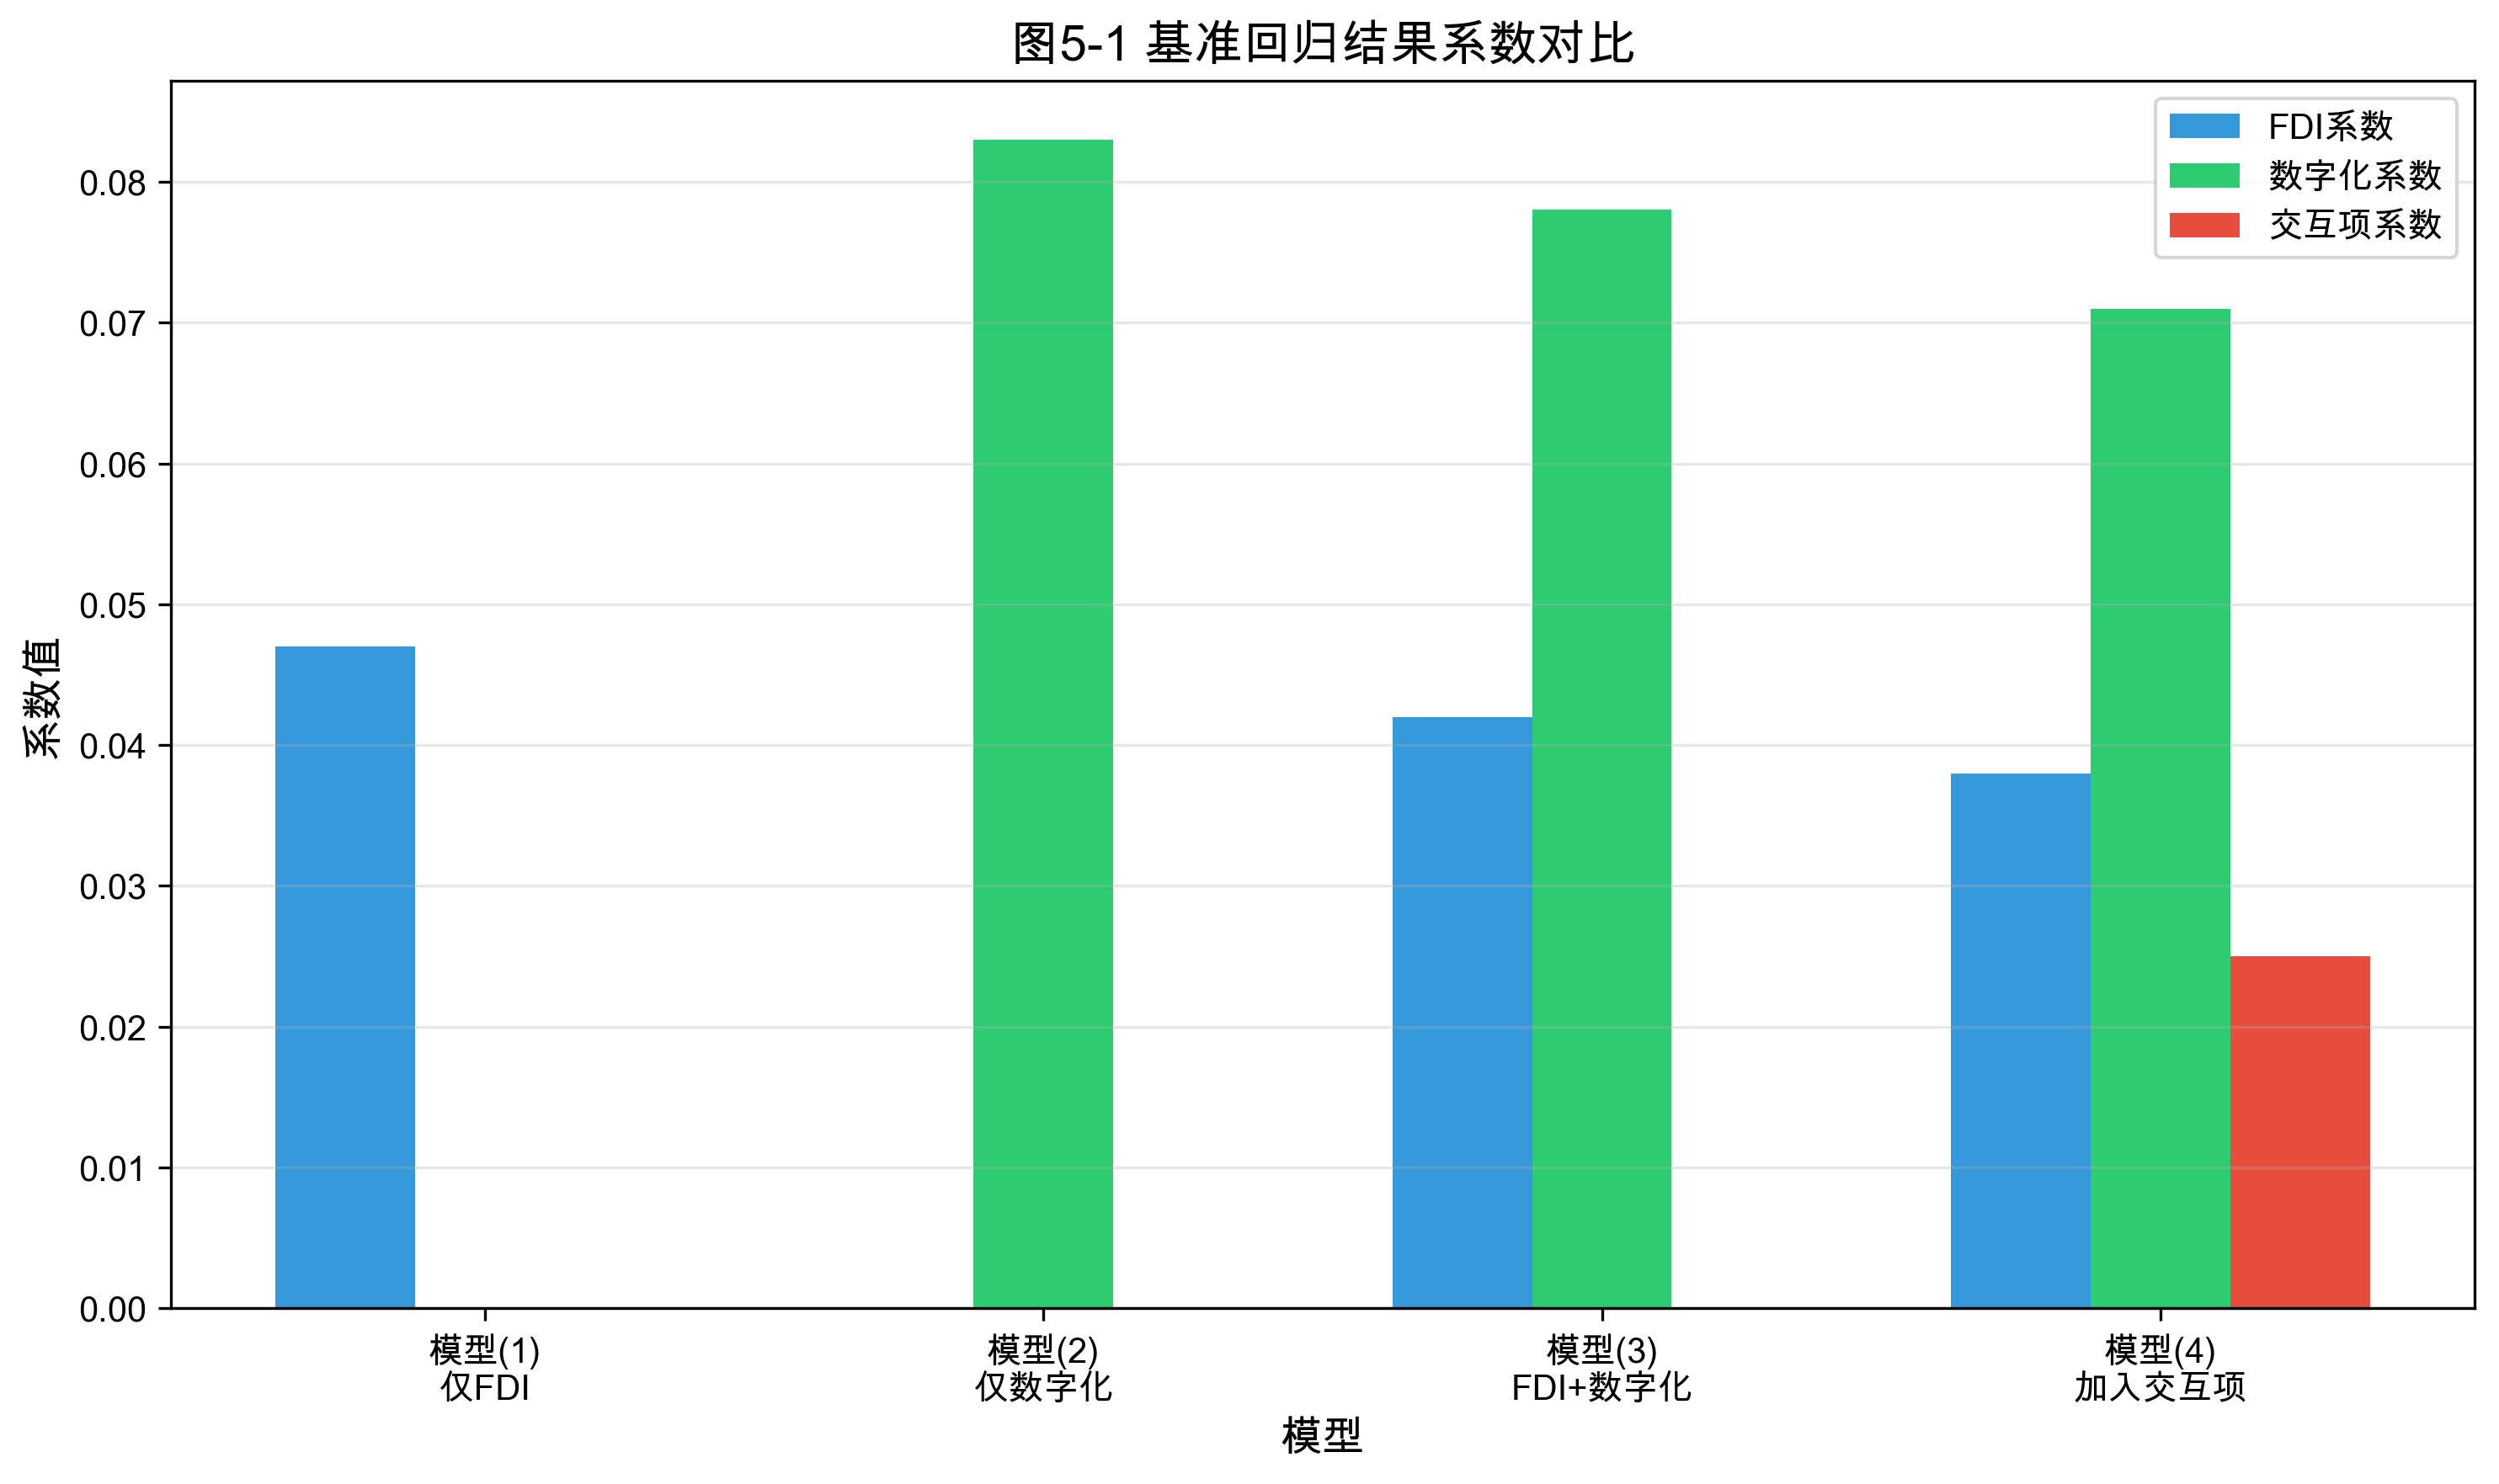 图5-1 基准回归结果系数对比
FDI系数
数字化系数
交互项系数
系数值
0.08
0.07
0.06
0.05
0.04
0.03
0.02
0.01
0.00
模型(1)
仅FDI
模型(2)
仅数字化
模型(3)
FDI+数字化
模型(4)
加入交互项
模型